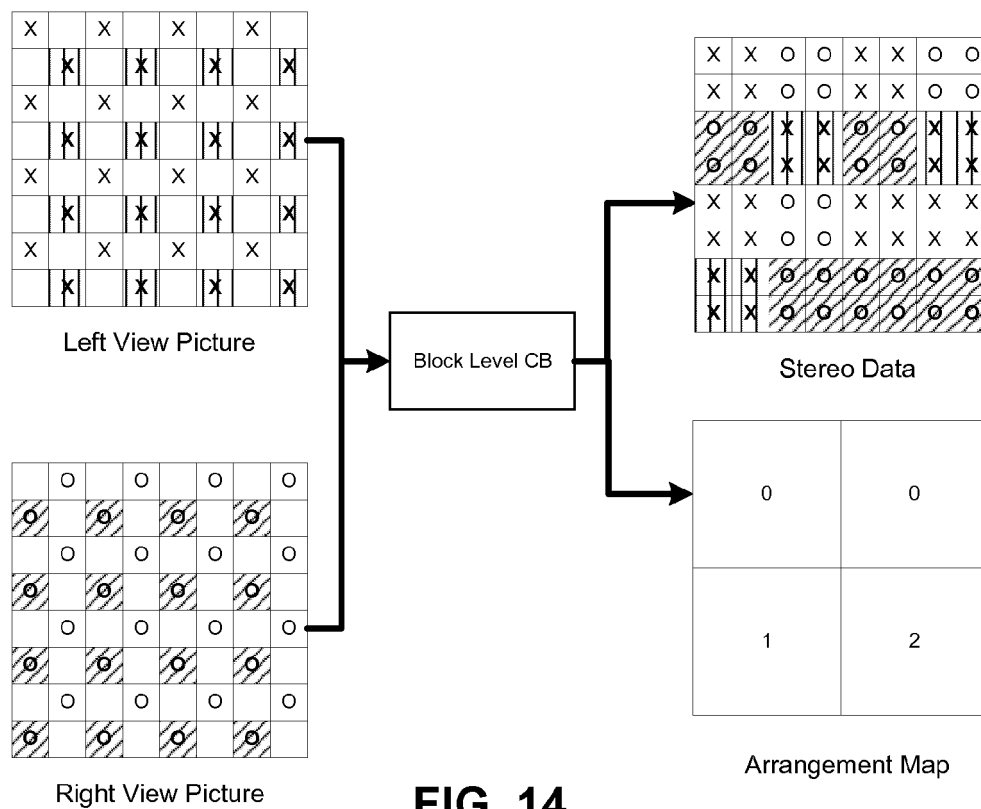 X X X X
X X X X
X X X X
X X X X
X X X X
X X X X
X X X X
X X X X
Left View Picture
O O O O
O O O O
O O O O
O O O O
O O O O
O O O O
O O O O
O O O O
Right View Picture
Block Level CB
X X O O X X O O
X X O O X X O O
O O X X O O X X
O O X X O O X X
X X O O X X X X
X X O O X X X X
X X O O O O O O
X X O O O O O O
Stereo Data
0 0
1 2
Arrangement Map
FIG. 14